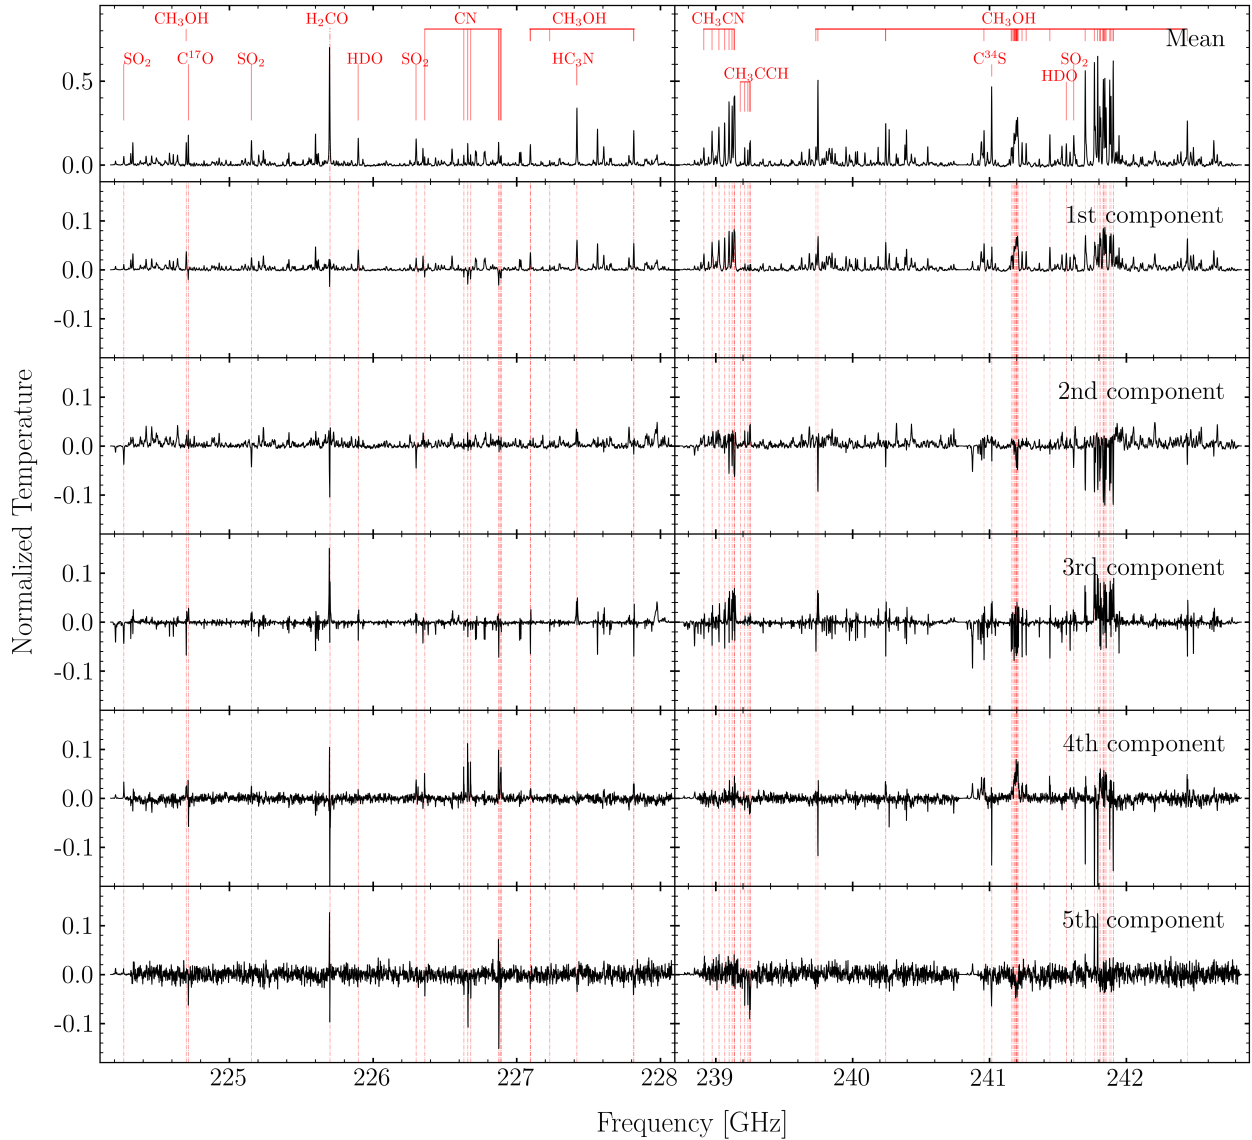 CH₃OH H₂CO CN CH₃OH CH₃CN CH₃OH
Mean
SO₂ C¹⁷O SO₂ HDO SO₂ HC₃N CH₃CCH C³⁴S HDO SO₂
0.5
0.0
1st component
0.1
0.0
-0.1
2nd component
0.1
0.0
-0.1
3rd component
0.1
0.0
-0.1
4th component
0.1
0.0
-0.1
5th component
0.1
0.0
-0.1
Normalized Temperature
225 226 227 228 239 240 241 242
Frequency [GHz]